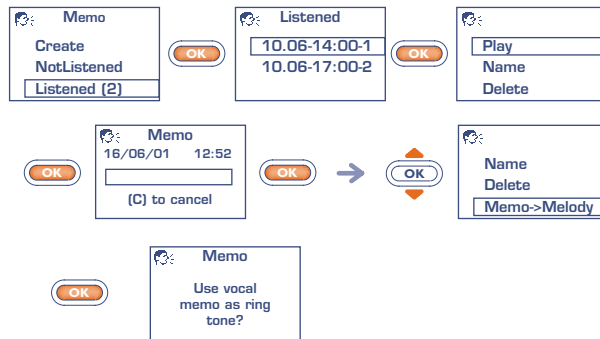 Memo
Create
NotListened
Listened (2)
OK
Listened
10.06-14:00-1
10.06-17:00-2
OK
Play
Name
Delete
OK
Memo
16/06/01 12:52
(C) to cancel
OK
OK
Name
Delete
Memo->Melody
OK
Memo
Use vocal
memo as ring
tone?